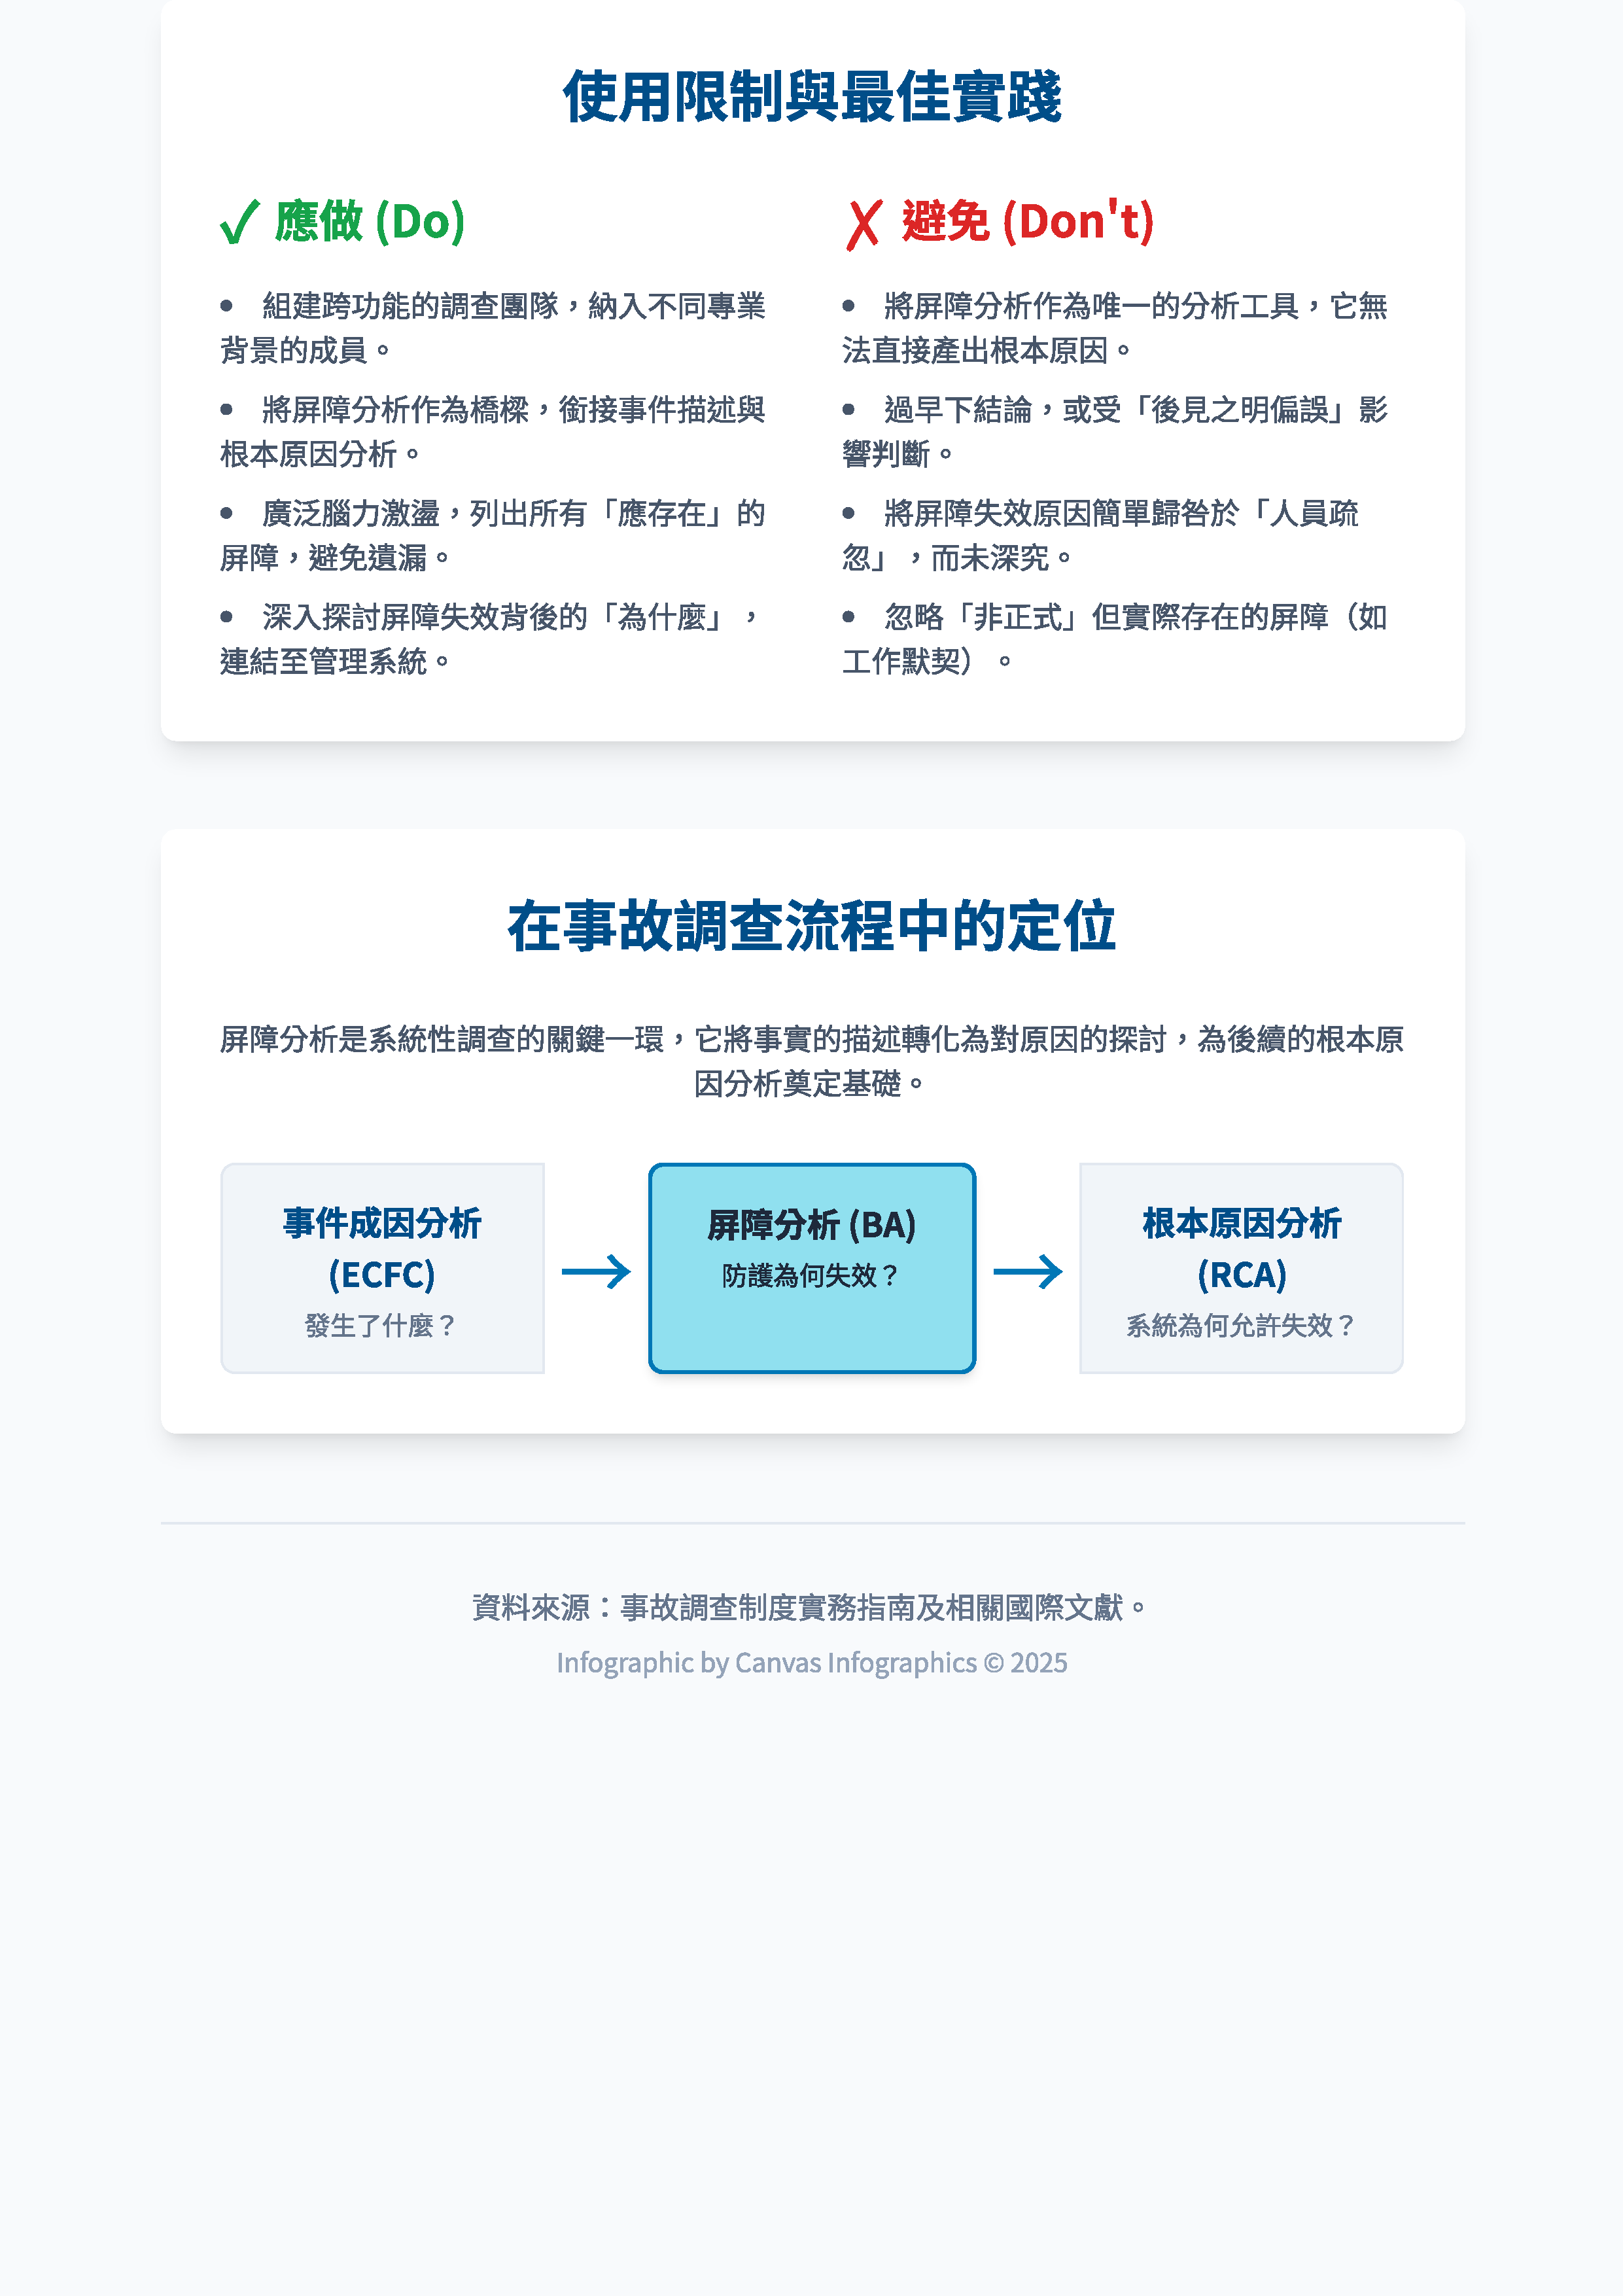 使用限制與最佳實踐
✓ 應做 (Do)
• 組建跨功能的調查團隊，納入不同專業
背景的成員。
• 將屏障分析作為橋樑，銜接事件描述與
根本原因分析。
• 廣泛腦力激盪，列出所有「應存在」的
屏障，避免遺漏。
• 深入探討屏障失效背後的「為什麼」，
連結至管理系統。
✗ 避免 (Don't)
• 將屏障分析作為唯一的分析工具，它無
法直接產出根本原因。
• 過早下結論，或受「後見之明偏誤」影
響判斷。
• 將屏障失效原因簡單歸咎於「人員疏
忽」，而未深究。
• 忽略「非正式」但實際存在的屏障（如
工作默契）。
在事故調查流程中的定位
屏障分析是系統性調查的關鍵一環，它將事實的描述轉化為對原因的探討，為後續的根本原
因分析奠定基礎。
事件成因分析
(ECFC)
發生了什麼？
→
屏障分析 (BA)
防護為何失效？
→
根本原因分析
(RCA)
系統為何允許失效？
資料來源：事故調查制度實務指南及相關國際文獻。
Infographic by Canvas Infographics © 2025